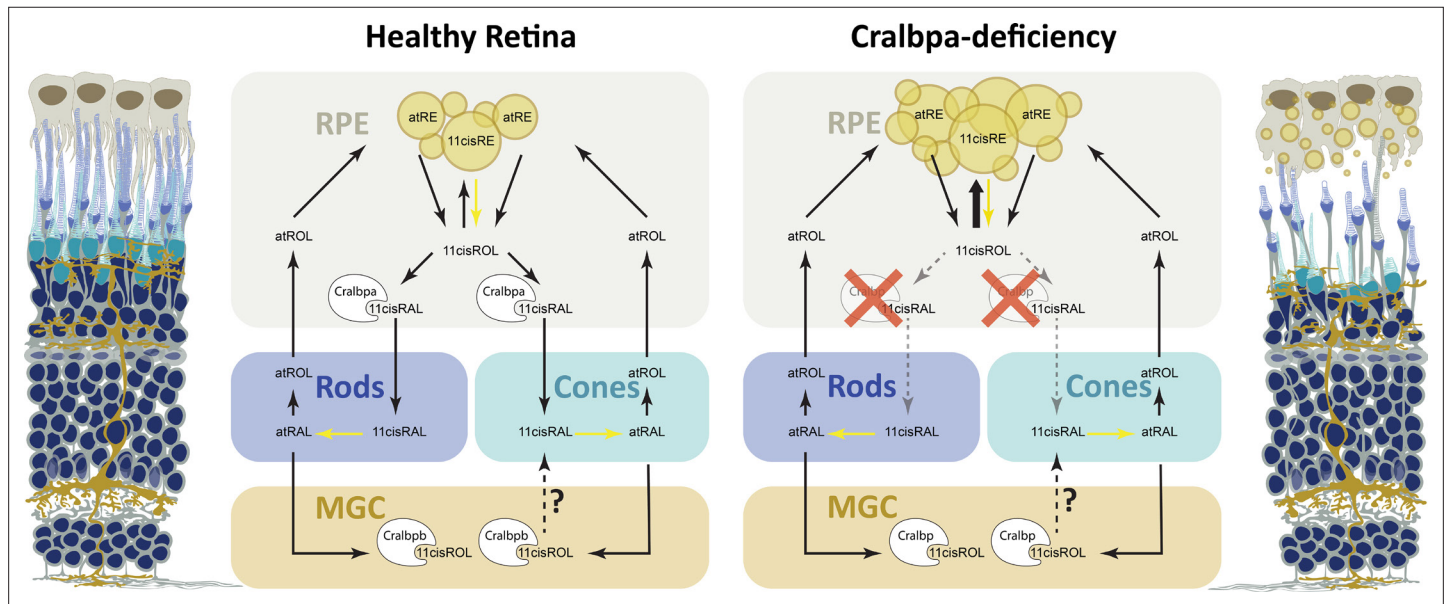 Healthy Retina
RPE
atRE
atRE
11cisRE
atROL
11cisROL
atROL
Cralbpa
11cisRAL
Cralbpa
11cisRAL
atROL
Rods
atROL
Cones
atRAL
11cisRAL
11cisRAL
atRAL
MGC
?
Cralbpb
11cisROL
Cralbpb
11cisROL
Cralbpa-deficiency
RPE
atRE
atRE
11cisRE
atROL
11cisROL
atROL
Cralbp
11cisRAL
Cralbp
11cisRAL
atROL
Rods
atROL
Cones
atRAL
11cisRAL
11cisRAL
atRAL
MGC
?
Cralbp
11cisROL
Cralbp
11cisROL